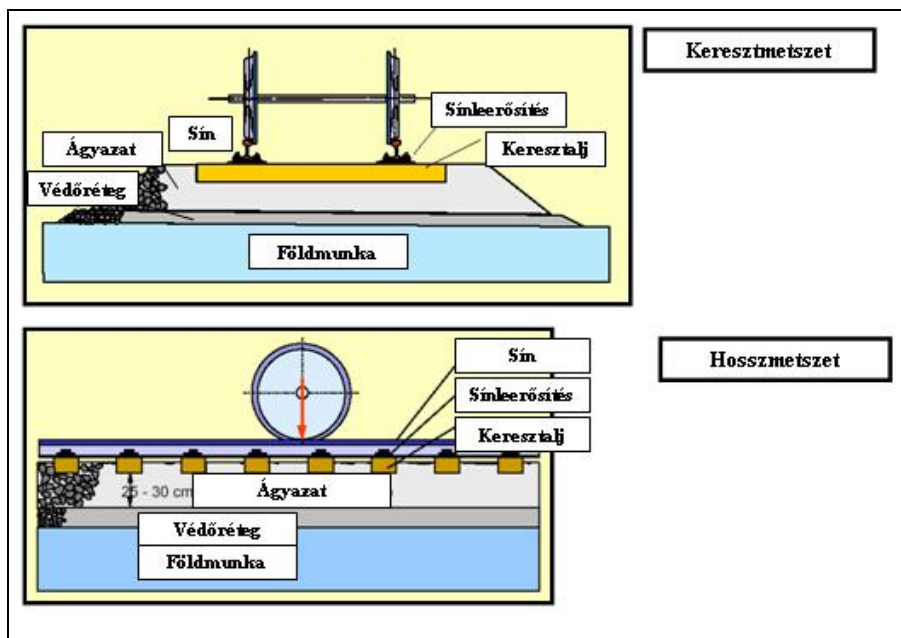 Keresztmetszet
Sínleerősítés
Sín
Keresztalj
Ágyazat
Védőréteg
Földmunka
Hosszmetszet
Sín
Sínleerősítés
Keresztalj
25 - 30 cm
Ágyazat
Védőréteg
Földmunka